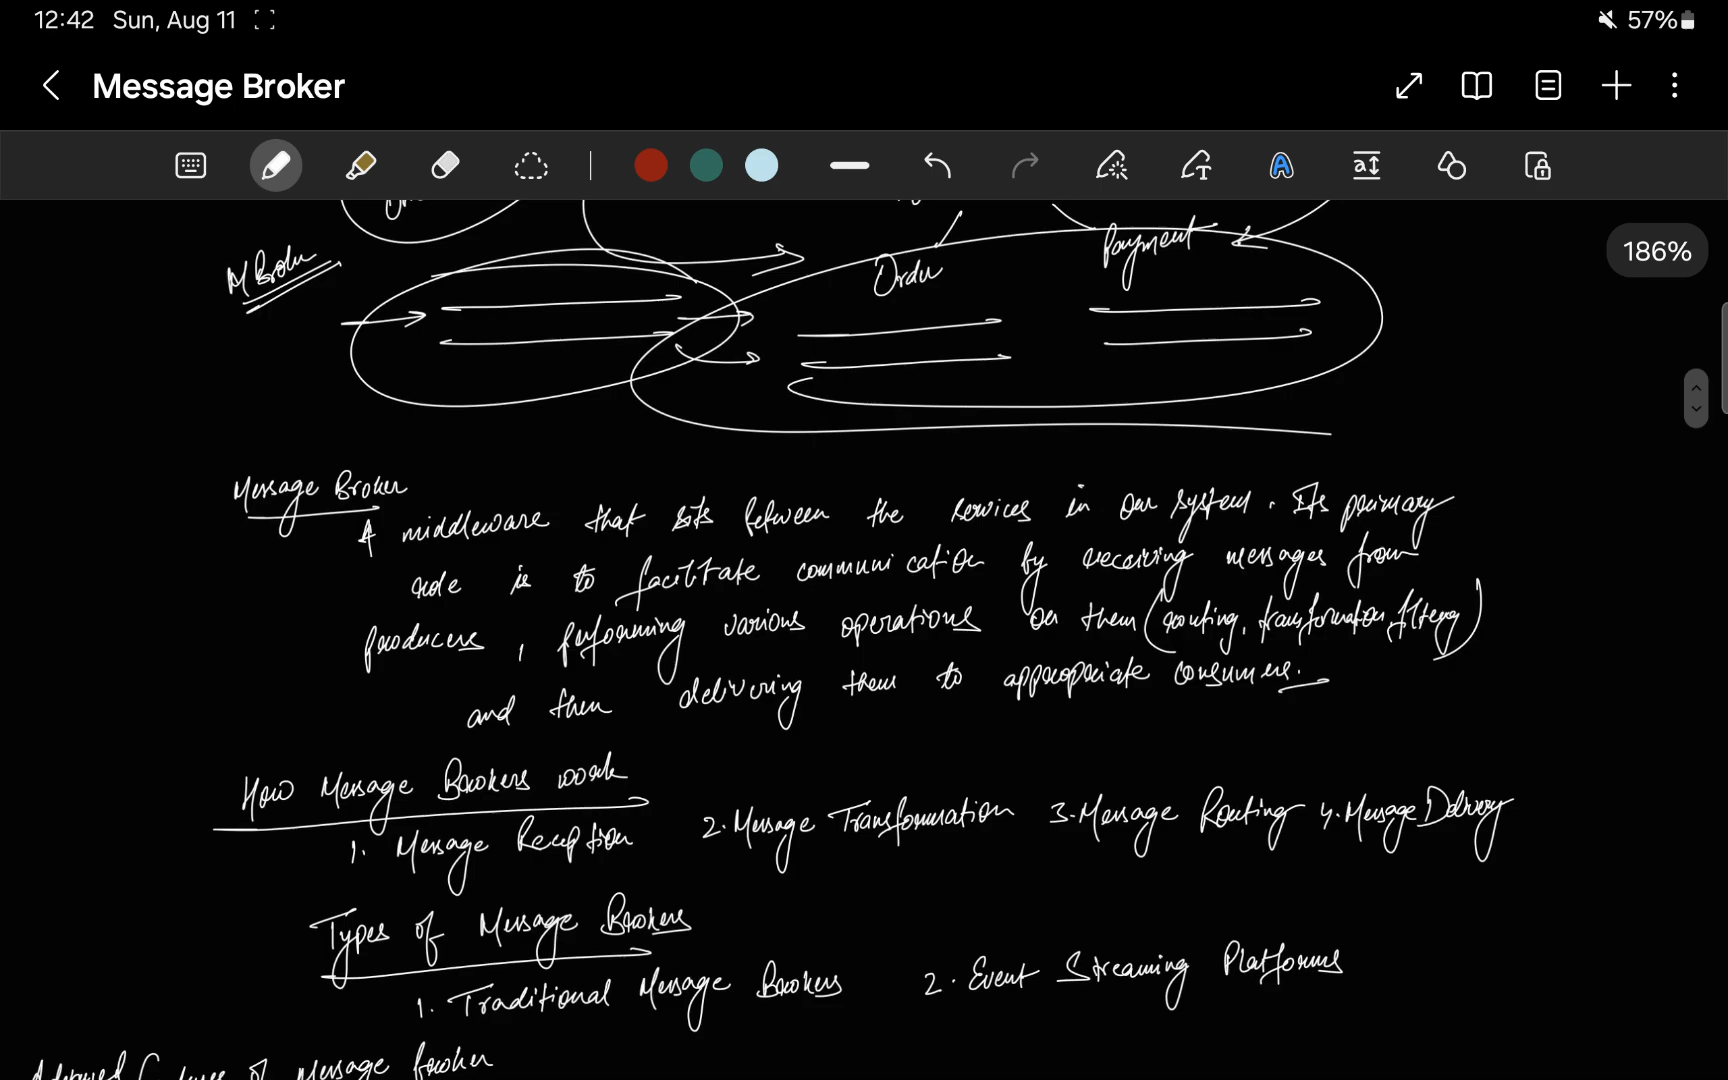 12:42 Sun, Aug 11 57%
Message Broker
186%
M Broker
Order
Payment
Message Broker
A middleware that sits between the services in our system. Its primary
role is to facilitate communication by receiving messages from
producers, performing various operations on them (routing, transformation, filtering)
and then delivering them to appropriate consumers.
How Message Brokers work
1. Message Reception 2. Message Transformation 3. Message Routing 4. Message Delivery
Types of Message Brokers
1. Traditional Message Brokers 2. Event Streaming Platforms
of Message Broker